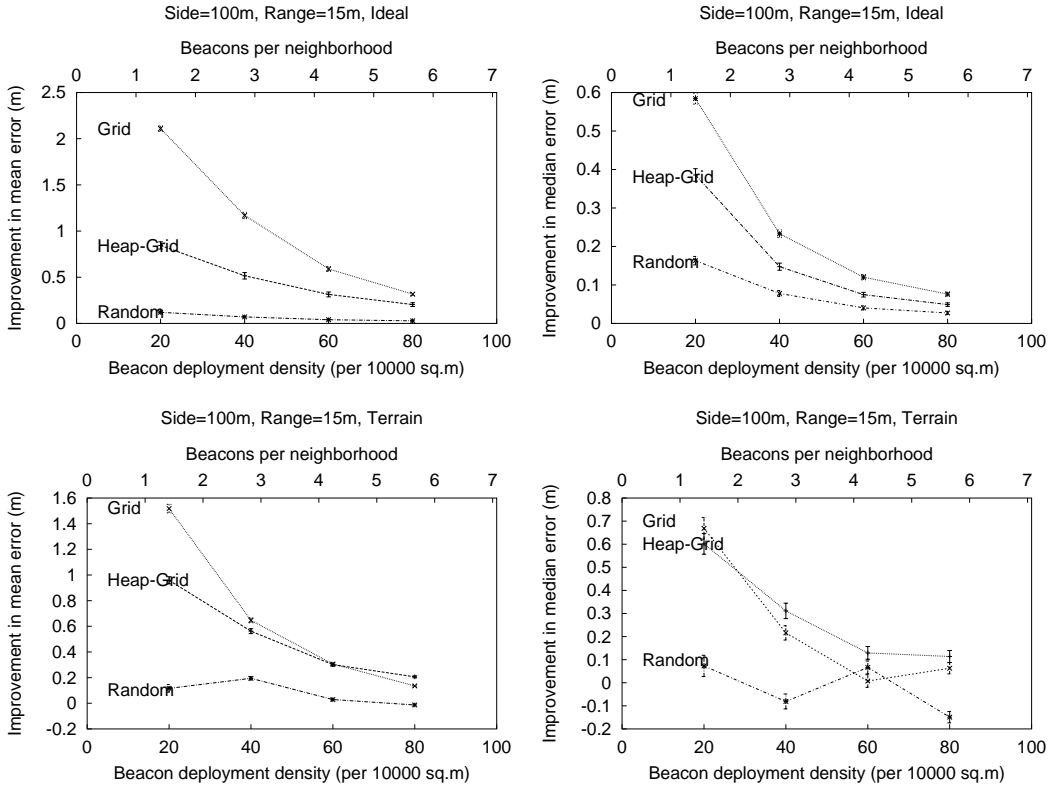 Side=100m, Range=15m, Ideal
Beacons per neighborhood
0 1 2 3 4 5 6 7
Improvement in mean error (m)
2.5
2
1.5
1
0.5
0
Grid
Heap-Grid
Random
0 20 40 60 80 100
Beacon deployment density (per 10000 sq.m)
Side=100m, Range=15m, Ideal
Beacons per neighborhood
0 1 2 3 4 5 6 7
Improvement in median error (m)
0.6
0.5
0.4
0.3
0.2
0.1
0
Grid
Heap-Grid
Random
0 20 40 60 80 100
Beacon deployment density (per 10000 sq.m)
Side=100m, Range=15m, Terrain
Beacons per neighborhood
0 1 2 3 4 5 6 7
Improvement in mean error (m)
1.6
1.4
1.2
1
0.8
0.6
0.4
0.2
0
-0.2
Grid
Heap-Grid
Random
0 20 40 60 80 100
Beacon deployment density (per 10000 sq.m)
Side=100m, Range=15m, Terrain
Beacons per neighborhood
0 1 2 3 4 5 6 7
Improvement in median error (m)
0.8
0.7
0.6
0.5
0.4
0.3
0.2
0.1
0
-0.1
-0.2
Grid
Heap-Grid
Random
0 20 40 60 80 100
Beacon deployment density (per 10000 sq.m)